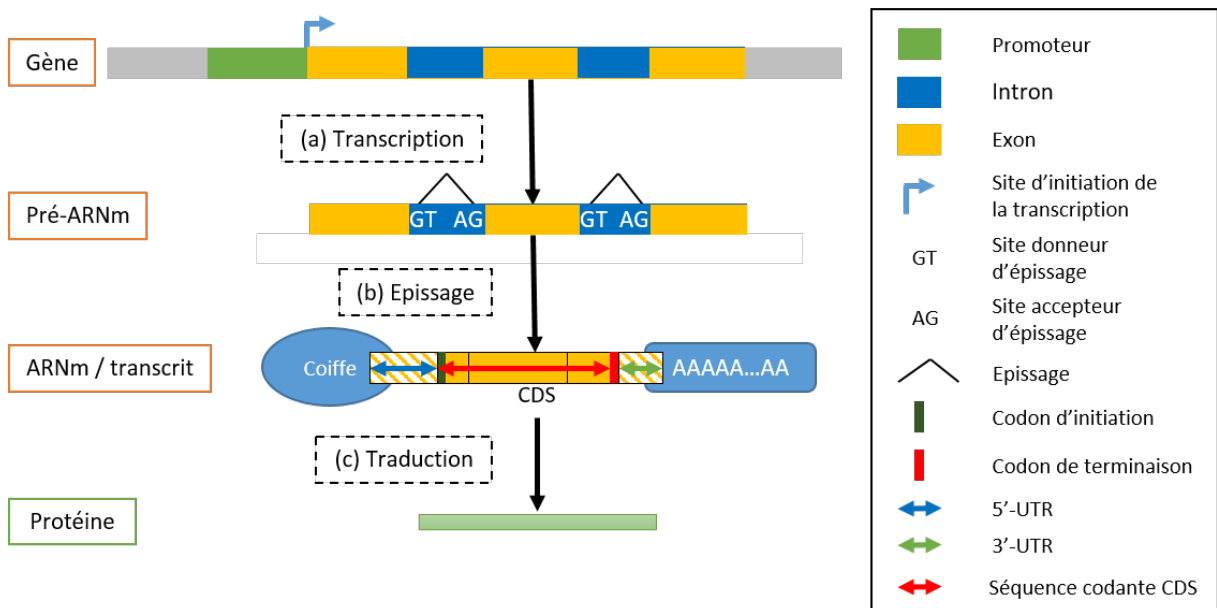 Gène
(a) Transcription
Pré-ARNm
GT AG
GT AG
(b) Epissage
ARNm / transcrit
Coiffe
AAAAA...AA
CDS
(c) Traduction
Protéine
Promoteur
Intron
Exon
Site d'initiation de
la transcription
GT
Site donneur
d'épissage
AG
Site accepteur
d'épissage
Epissage
Codon d'initiation
Codon de terminaison
5'-UTR
3'-UTR
Séquence codante CDS